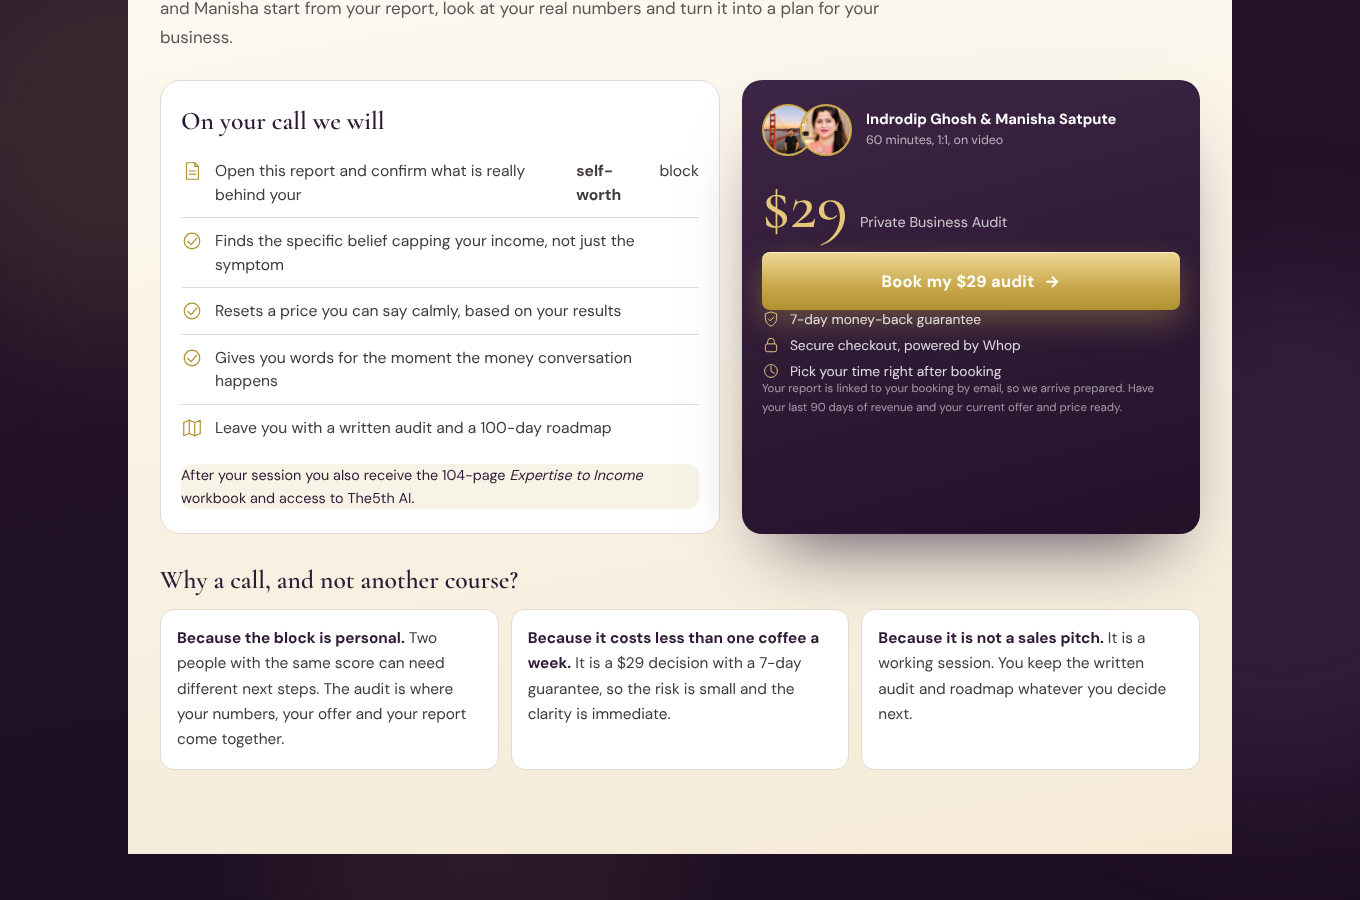 and Manisha start from your report, look at your real numbers and turn it into a plan for your
business.
On your call we will
Open this report and confirm what is really behind your self-worth block
Finds the specific belief capping your income, not just the
symptom
Resets a price you can say calmly, based on your results
Gives you words for the moment the money conversation
happens
Leave you with a written audit and a 100-day roadmap
After your session you also receive the 104-page Expertise to Income
workbook and access to The5th AI.
Indrodip Ghosh & Manisha Satpute
60 minutes, 1:1, on video
$29 Private Business Audit
Book my $29 audit →
7-day money-back guarantee
Secure checkout, powered by Whop
Pick your time right after booking
Your report is linked to your booking by email, so we arrive prepared. Have
your last 90 days of revenue and your current offer and price ready.
Why a call, and not another course?
Because the block is personal. Two
people with the same score can need
different next steps. The audit is where
your numbers, your offer and your report
come together.
Because it costs less than one coffee a
week. It is a $29 decision with a 7-day
guarantee, so the risk is small and the
clarity is immediate.
Because it is not a sales pitch. It is a
working session. You keep the written
audit and roadmap whatever you decide
next.